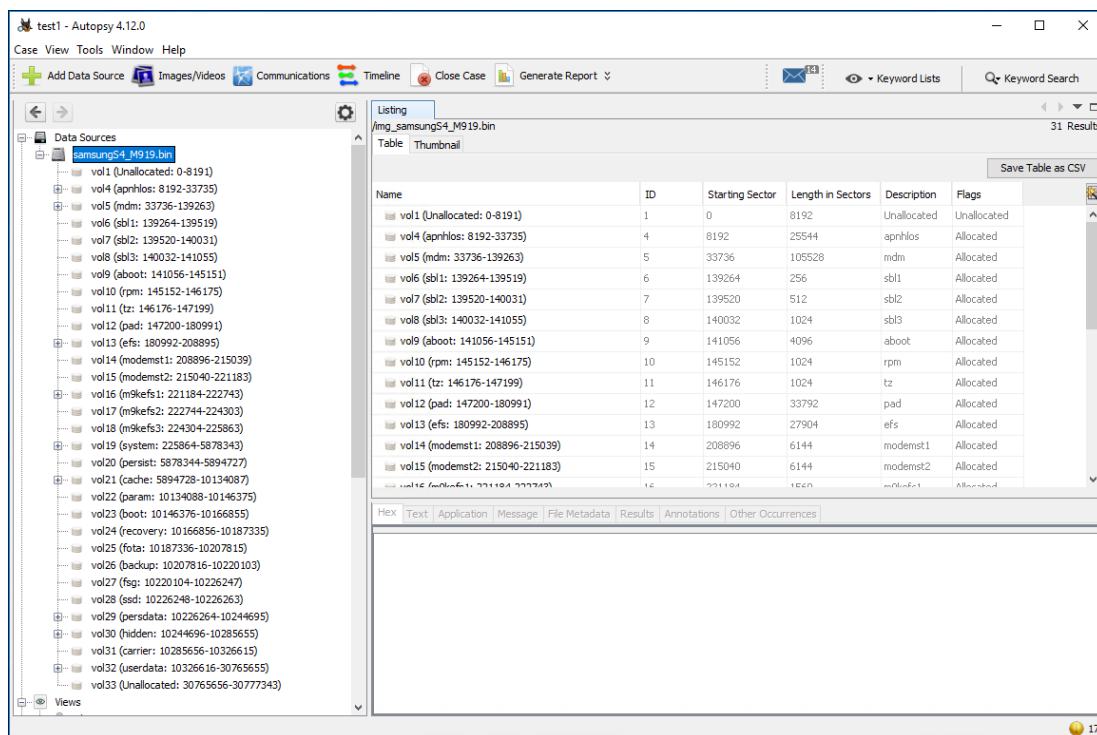 test1 - Autopsy 4.12.0
Case View Tools Window Help
Add Data Source Images/Videos Communications Timeline Close Case Generate Report 14 Keyword Lists Keyword Search
Data Sources
samsungS4_M919.bin
vol1 (Unallocated: 0-8191)
vol4 (apnhlos: 8192-33735)
vol5 (mdm: 33736-139263)
vol6 (sbl1: 139264-139519)
vol7 (sbl2: 139520-140031)
vol8 (sbl3: 140032-141055)
vol9 (aboot: 141056-145151)
vol10 (rpm: 145152-146175)
vol11 (tz: 146176-147199)
vol12 (pad: 147200-180991)
vol13 (efs: 180992-208895)
vol14 (modemst1: 208896-215039)
vol15 (modemst2: 215040-221183)
vol16 (m9kefs1: 221184-222743)
vol17 (m9kefs2: 222744-224303)
vol18 (m9kefs3: 224304-225863)
vol19 (system: 225864-5878343)
vol20 (persist: 5878344-5894727)
vol21 (cache: 5894728-10134087)
vol22 (param: 10134088-10146375)
vol23 (boot: 10146376-10166855)
vol24 (recovery: 10166856-10187335)
vol25 (fota: 10187336-10207815)
vol26 (backup: 10207816-10220103)
vol27 (fsg: 10220104-10226247)
vol28 (ssd: 10226248-10226263)
vol29 (persdata: 10226264-10244695)
vol30 (hidden: 10244696-10285655)
vol31 (carrier: 10285656-10326615)
vol32 (userdata: 10326616-30765655)
vol33 (Unallocated: 30765656-30777343)
Views
Listing
/img_samsungS4_M919.bin 31 Results
Table Thumbnail
Save Table as CSV
Name ID Starting Sector Length in Sectors Description Flags
vol1 (Unallocated: 0-8191) 1 0 8192 Unallocated Unallocated
vol4 (apnhlos: 8192-33735) 4 8192 25544 apnhlos Allocated
vol5 (mdm: 33736-139263) 5 33736 105528 mdm Allocated
vol6 (sbl1: 139264-139519) 6 139264 256 sbl1 Allocated
vol7 (sbl2: 139520-140031) 7 139520 512 sbl2 Allocated
vol8 (sbl3: 140032-141055) 8 140032 1024 sbl3 Allocated
vol9 (aboot: 141056-145151) 9 141056 4096 aboot Allocated
vol10 (rpm: 145152-146175) 10 145152 1024 rpm Allocated
vol11 (tz: 146176-147199) 11 146176 1024 tz Allocated
vol12 (pad: 147200-180991) 12 147200 33792 pad Allocated
vol13 (efs: 180992-208895) 13 180992 27904 efs Allocated
vol14 (modemst1: 208896-215039) 14 208896 6144 modemst1 Allocated
vol15 (modemst2: 215040-221183) 15 215040 6144 modemst2 Allocated
vol16 (m9kefs1: 221184-222743) 16 221184 1560 m9kefs1 Allocated
Hex Text Application Message File Metadata Results Annotations Other Occurrences
17